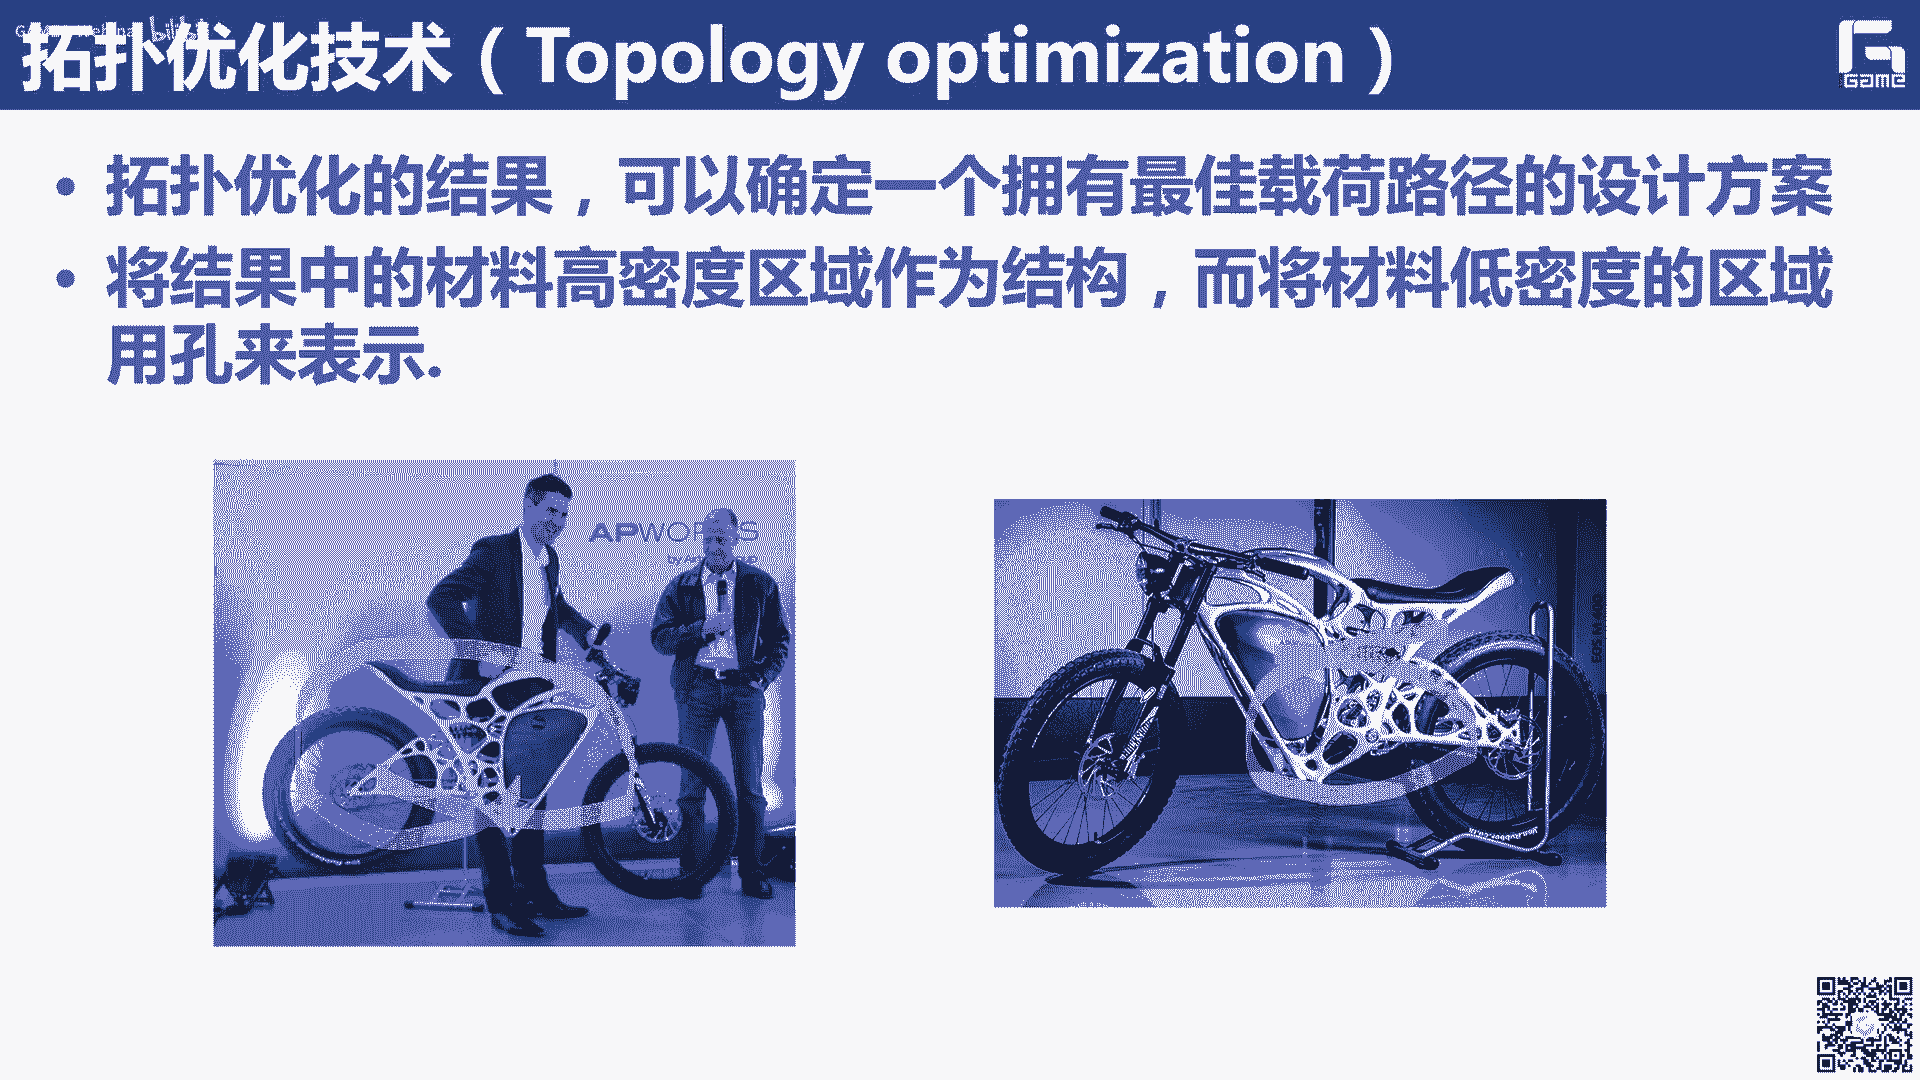 拓扑优化技术（Topology optimization）
GAME
• 拓扑优化的结果，可以确定一个拥有最佳载荷路径的设计方案
• 将结果中的材料高密度区域作为结构，而将材料低密度的区域
用孔来表示.
APWORKS
EOS M 400